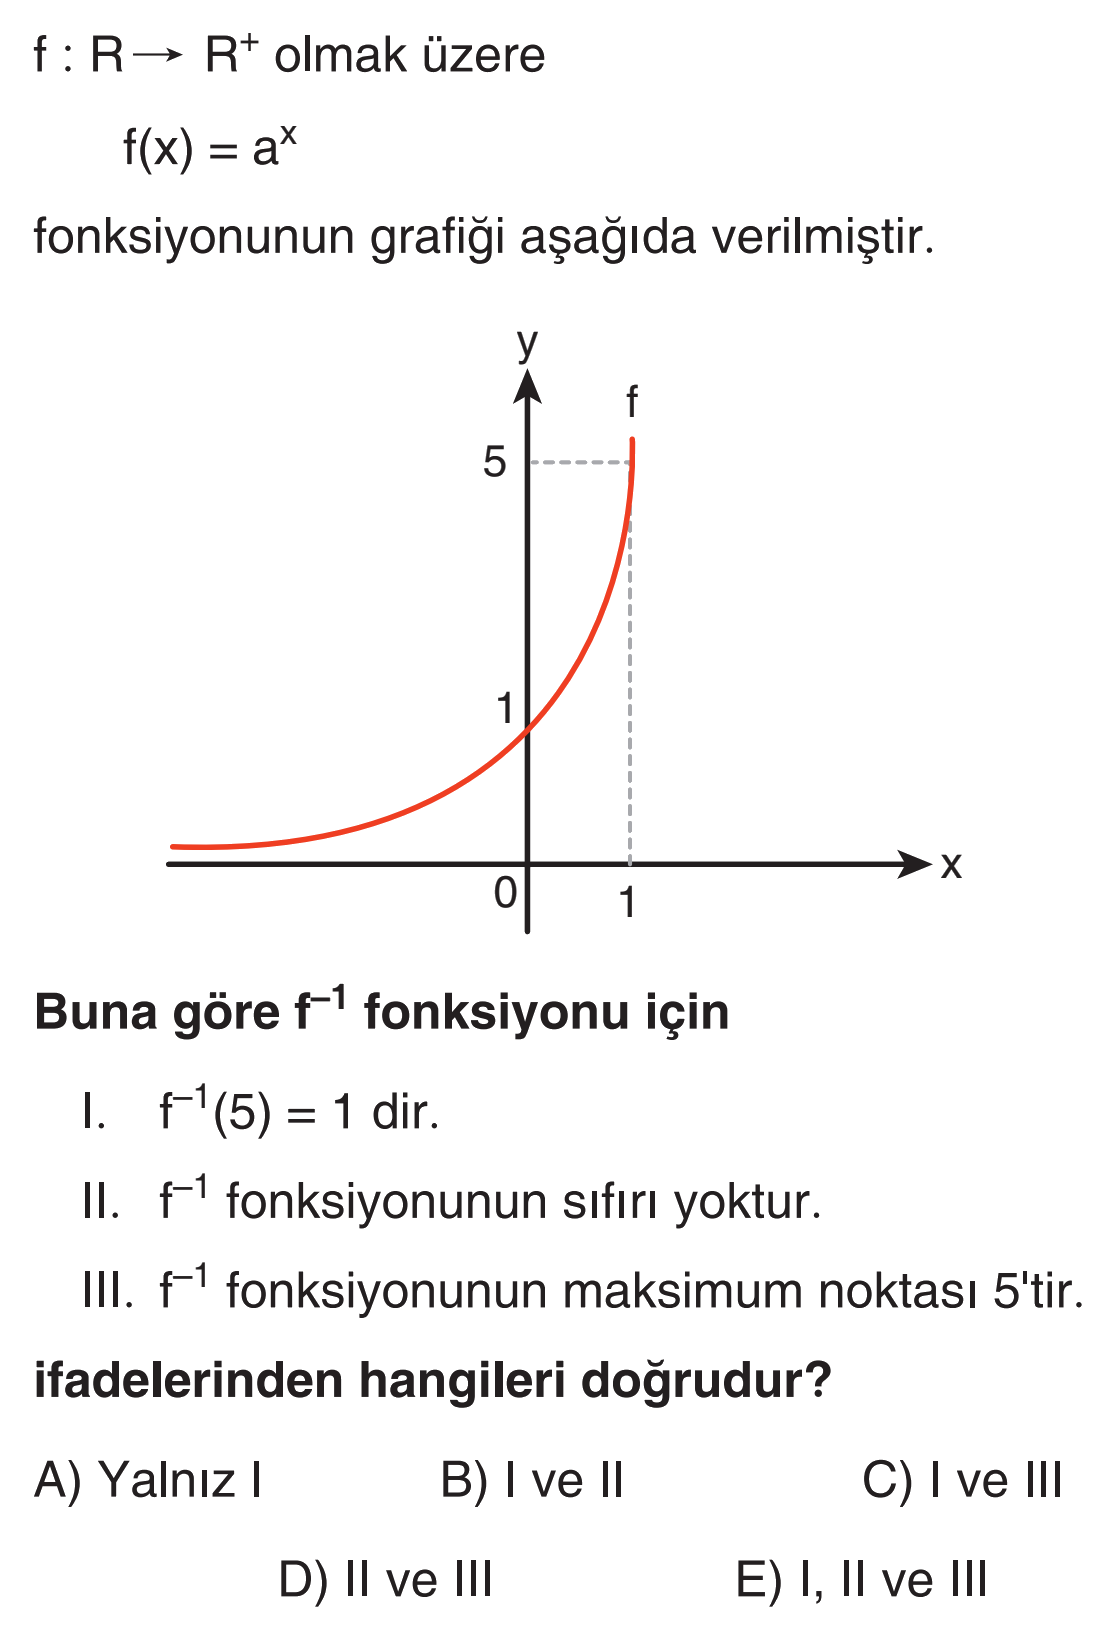 f : R → R⁺ olmak üzere
f(x) = aˣ
fonksiyonunun grafiği aşağıda verilmiştir.
y
f
5
1
x
0
1
Buna göre f⁻¹ fonksiyonu için
I. f⁻¹(5) = 1 dir.
II. f⁻¹ fonksiyonunun sıfırı yoktur.
III. f⁻¹ fonksiyonunun maksimum noktası 5'tir.
ifadelerinden hangileri doğrudur?
A) Yalnız I B) I ve II C) I ve III
D) II ve III E) I, II ve III